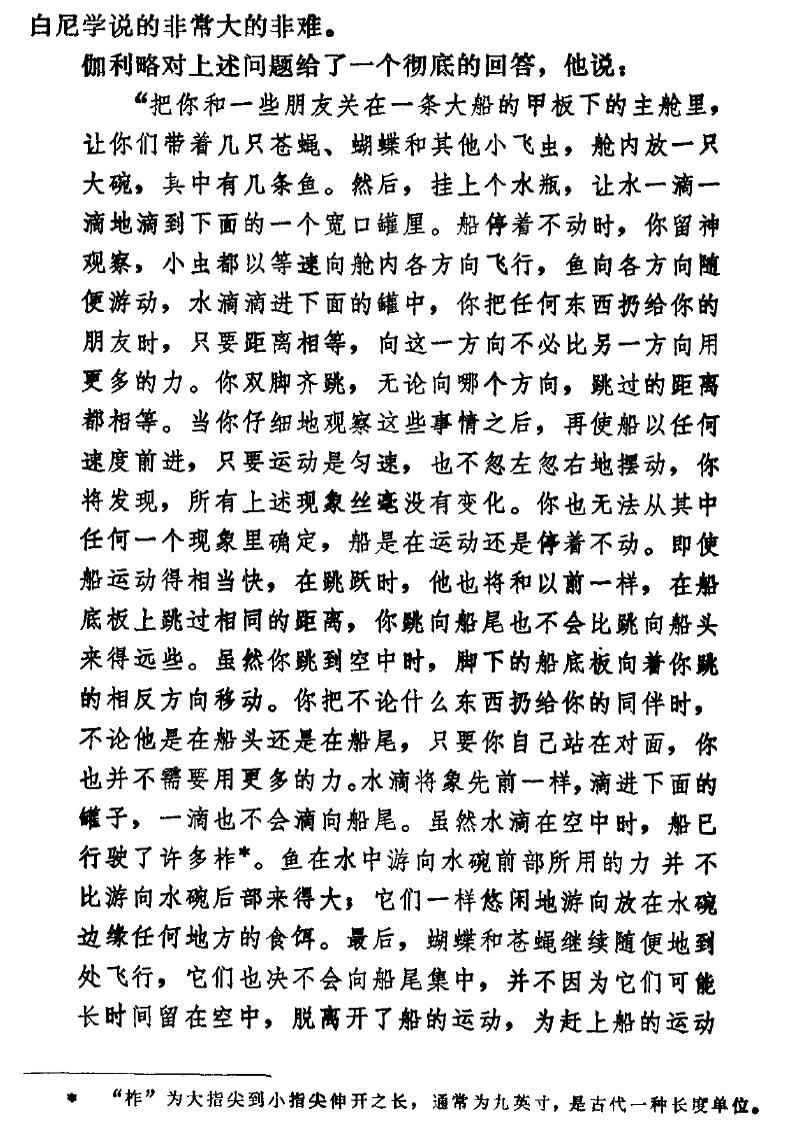 白尼学说的非常大的非难。
伽利略对上述问题给了一个彻底的回答，他说：
“把你和一些朋友关在一条大船的甲板下的主舱里，
让你们带着几只苍蝇、蝴蝶和其他小飞虫，舱内放一只
大碗，其中有几条鱼。然后，挂上个水瓶，让水一滴一
滴地滴到下面的一个宽口罐里。船停着不动时，你留神
观察，小虫都以等速向舱内各方向飞行，鱼向各方向随
便游动，水滴滴进下面的罐中，你把任何东西扔给你的
朋友时，只要距离相等，向这一方向不必比另一方向用
更多的力。你双脚齐跳，无论向哪个方向，跳过的距离
都相等。当你仔细地观察这些事情之后，再使船以任何
速度前进，只要运动是匀速，也不忽左忽右地摆动，你
将发现，所有上述现象丝毫没有变化。你也无法从其中
任何一个现象里确定，船是在运动还是停着不动。即使
船运动得相当快，在跳跃时，他也将和以前一样，在船
底板上跳过相同的距离，你跳向船尾也不会比跳向船头
来得远些。虽然你跳到空中时，脚下的船底板向着你跳
的相反方向移动。你把不论什么东西扔给你的同伴时，
不论他是在船头还是在船尾，只要你自己站在对面，你
也并不需要用更多的力。水滴将象先前一样，滴进下面的
罐子，一滴也不会滴向船尾。虽然水滴在空中时，船已
行驶了许多柞*。鱼在水中游向水碗前部所用的力并不
比游向水碗后部来得大；它们一样悠闲地游向放在水碗
边缘任何地方的食饵。最后，蝴蝶和苍蝇继续随便地到
处飞行，它们也决不会向船尾集中，并不因为它们可能
长时间留在空中，脱离开了船的运动，为赶上船的运动
* “柞”为大指尖到小指尖伸开之长，通常为九英寸，是古代一种长度单位。